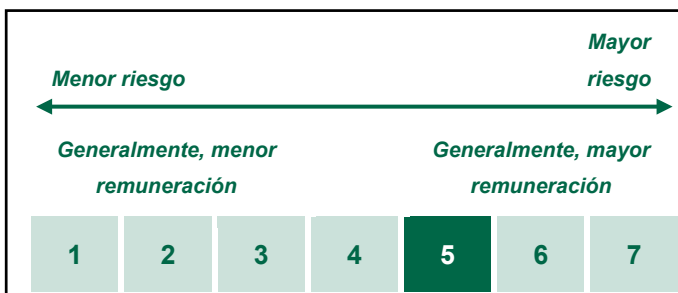 Mayor
Menor riesgo riesgo
Generalmente, menor Generalmente, mayor
remuneración remuneración
1 2 3 4 5 6 7